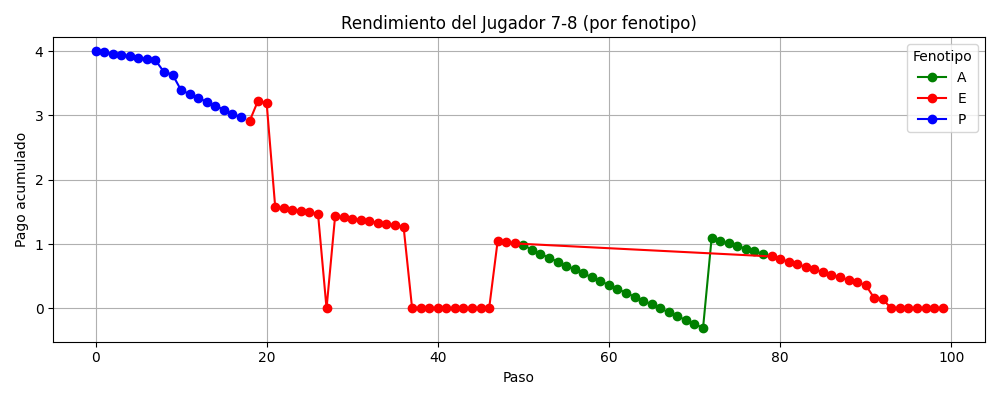 Rendimiento del Jugador 7-8 (por fenotipo)
Pago acumulado
4
3
2
1
0
Fenotipo
A
E
P
0 20 40 60 80 100
Paso